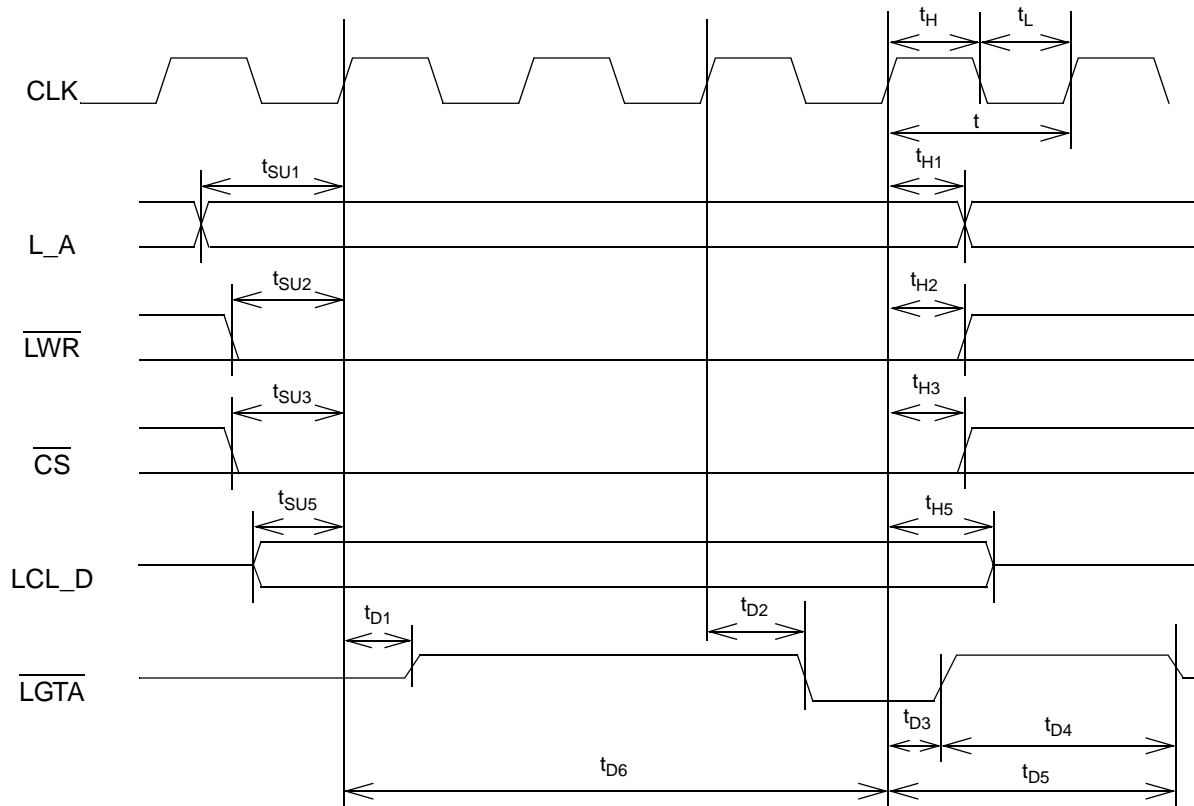 t_H t_L
CLK
t
t_SU1 t_H1
L_A
t_SU2 t_H2
LWR
t_SU3 t_H3
CS
t_SU5 t_H5
LCL_D
t_D1 t_D2
LGTA
t_D3 t_D4
t_D6 t_D5